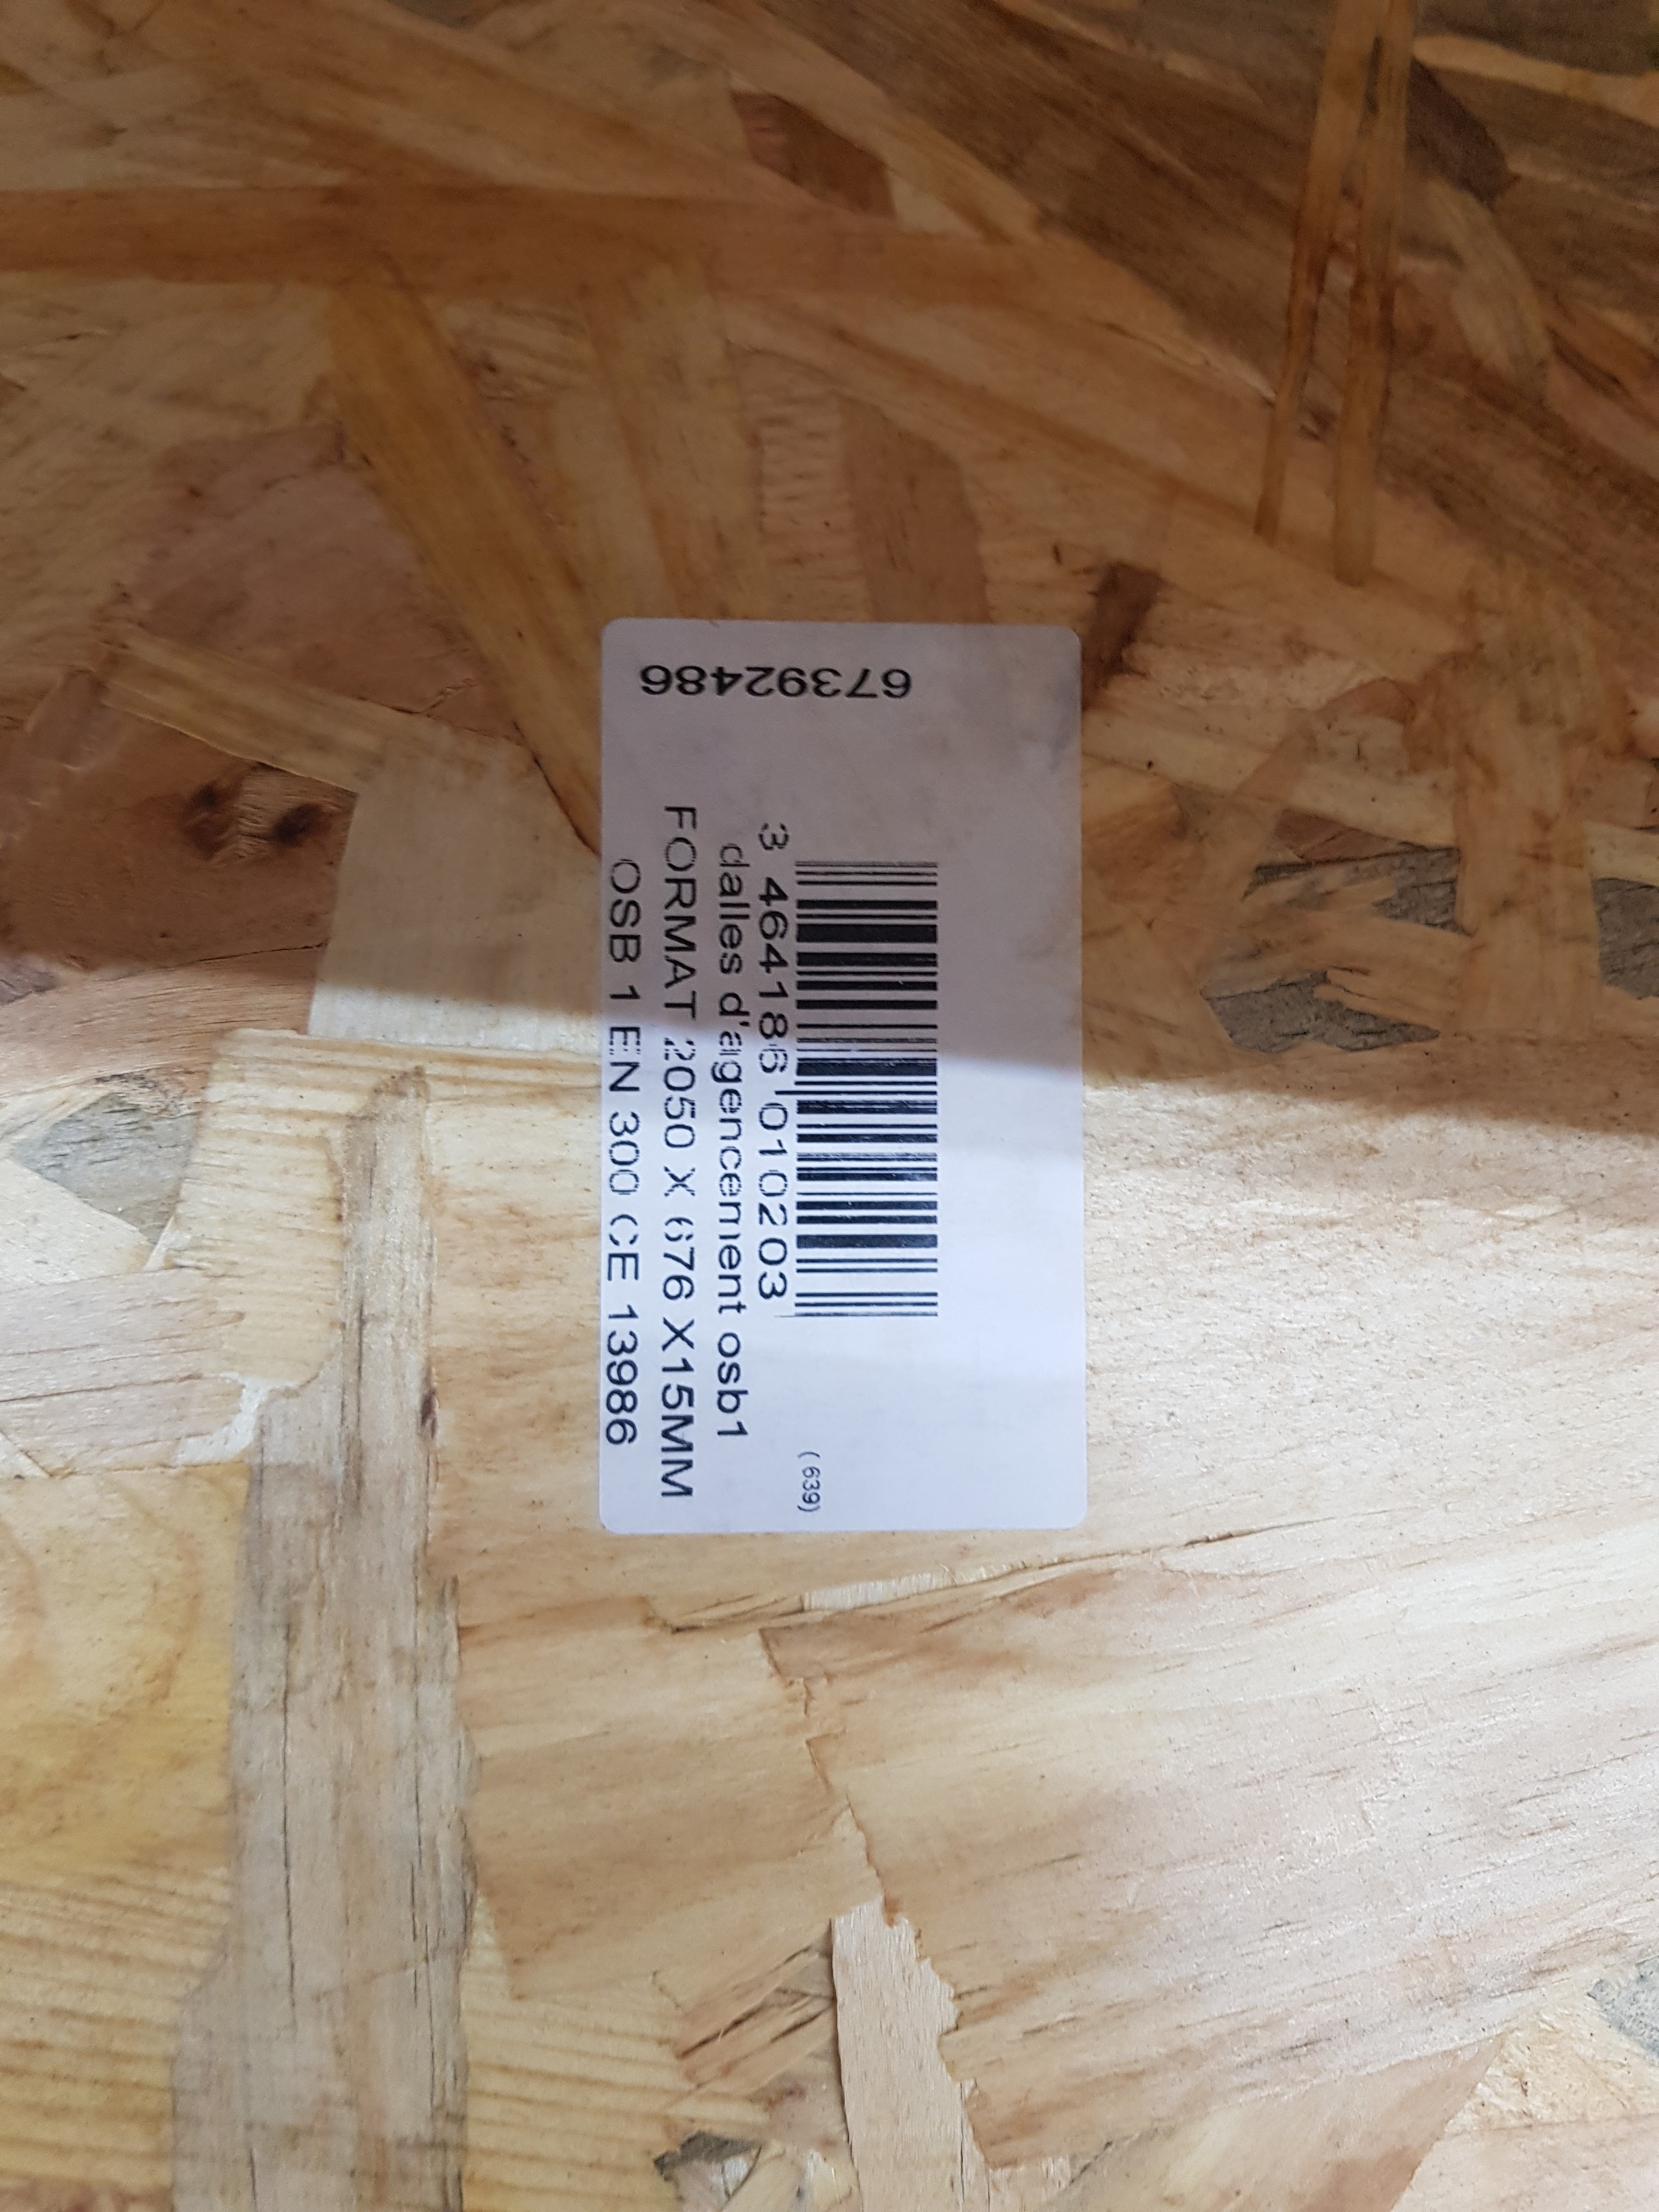 (639)
3 464186 010203
dalles d'agencement osb1
FORMAT 2050 X 676 X15MM
OSB 1 EN 300 CE 13986
67392486